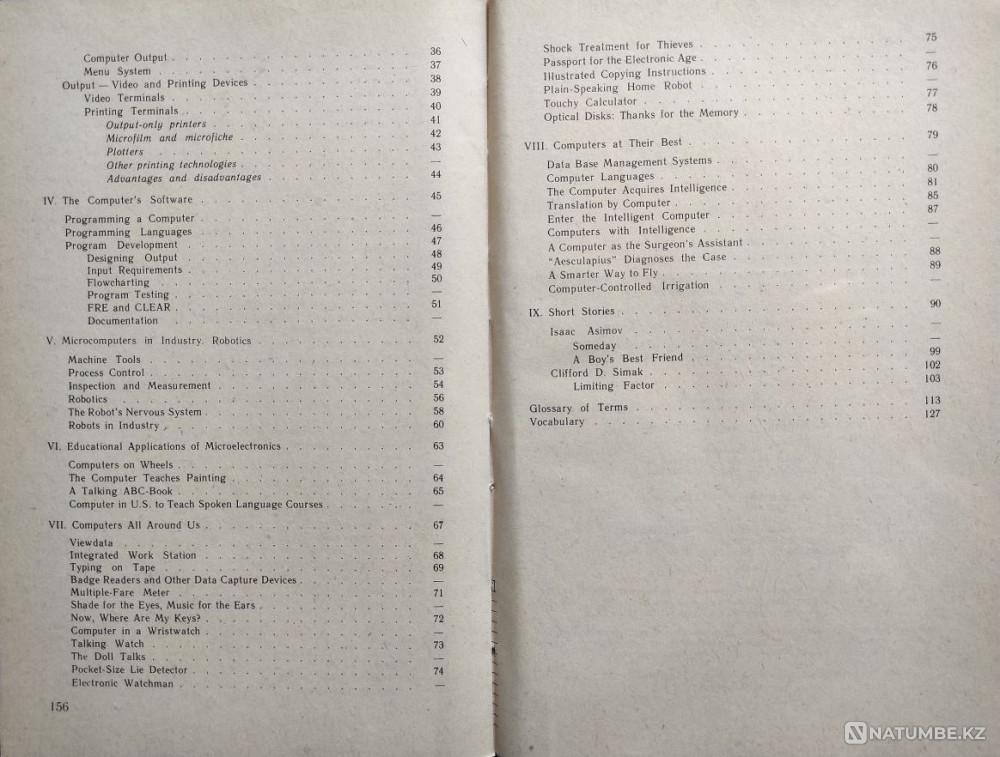 Computer Output 36
Menu System 37
Output — Video and Printing Devices 38
Video Terminals 39
Printing Terminals 40
Output-only printers 41
Microfilm and microfiche 42
Plotters 43
Other printing technologies —
Advantages and disadvantages 44
IV. The Computer's Software 45
Programming a Computer —
Programming Languages 46
Program Development 47
Designing Output 48
Input Requirements 49
Flowcharting 50
Program Testing —
FRE and CLEAR 51
Documentation —
V. Microcomputers in Industry. Robotics 52
Machine Tools —
Process Control 53
Inspection and Measurement 54
Robotics 56
The Robot's Nervous System 58
Robots in Industry 60
VI. Educational Applications of Microelectronics 63
Computers on Wheels —
The Computer Teaches Painting 64
A Talking ABC-Book 65
Computer in U.S. to Teach Spoken Language Courses —
VII. Computers All Around Us 67
Viewdata —
Integrated Work Station 68
Typing on Tape 69
Badge Readers and Other Data Capture Devices —
Multiple-Fare Meter 71
Shade for the Eyes, Music for the Ears —
Now, Where Are My Keys? 72
Computer in a Wristwatch —
Talking Watch 73
The Doll Talks —
Pocket-Size Lie Detector 74
Electronic Watchman —
156
Shock Treatment for Thieves 75
Passport for the Electronic Age —
Illustrated Copying Instructions 76
Plain-Speaking Home Robot —
Touchy Calculator 77
Optical Disks: Thanks for the Memory 78
VIII. Computers at Their Best 79
Data Base Management Systems —
Computer Languages 80
The Computer Acquires Intelligence 81
Translation by Computer 85
Enter the Intelligent Computer 87
Computers with Intelligence —
A Computer as the Surgeon's Assistant —
"Aesculapius" Diagnoses the Case 88
A Smarter Way to Fly 89
Computer-Controlled Irrigation —
IX. Short Stories 90
Isaac Asimov —
Someday —
A Boy's Best Friend 99
Clifford D. Simak 102
Limiting Factor 103
Glossary of Terms 113
Vocabulary 127
NATUMBE.KZ